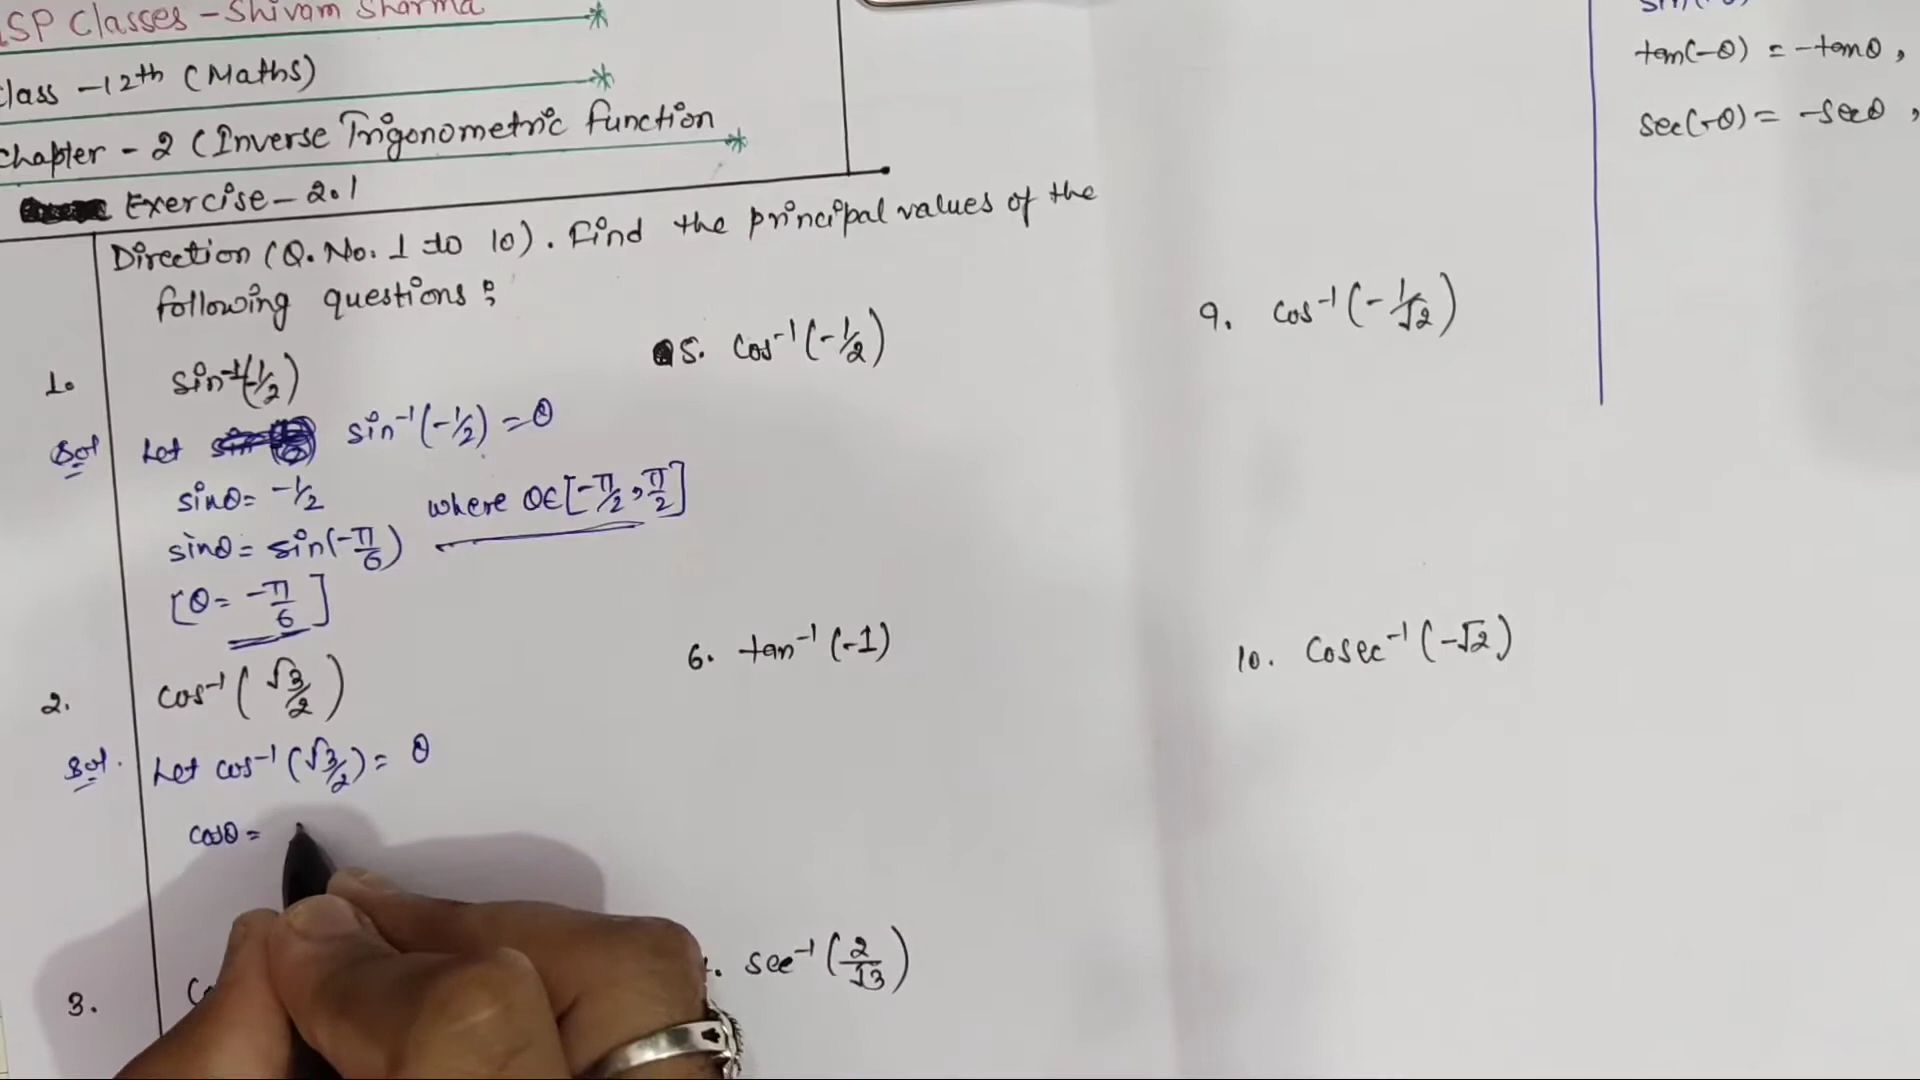 SP Classes - Shivam Sharma
Class - 12th (Maths)
Chapter - 2 (Inverse Trigonometric function
Exercise - 2.1
Direction (Q. No. 1 to 10). Find the principal values of the
following questions :
1. sin⁻¹(-1/2)
Sol Let sin⁻¹(-1/2) = θ
sinθ = -1/2 where θ∈[-π/2, π/2]
sinθ = sin(-π/6)
[θ = -π/6]
2. cos⁻¹(√3/2)
Sol. Let cos⁻¹(√3/2) = θ
cosθ =
3.
5. cos⁻¹(-1/2)
6. tan⁻¹(-1)
sec⁻¹(2/√3)
9. cos⁻¹(-1/√2)
10. cosec⁻¹(-√2)
tan(-θ) = -tanθ,
sec(-θ) = -secθ,